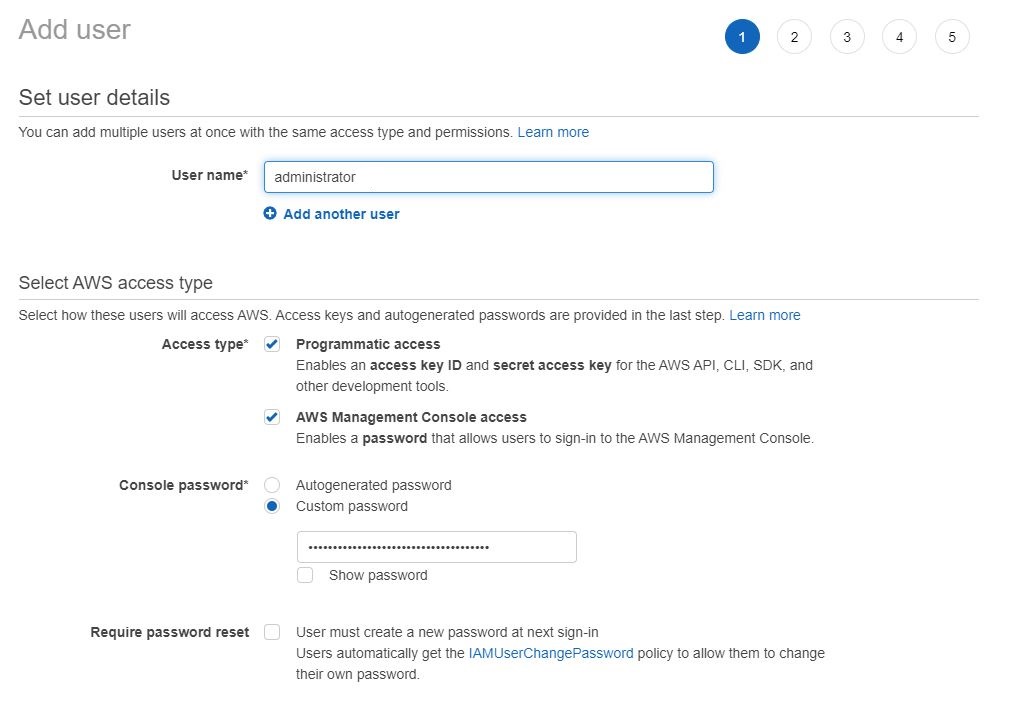 Add user
1 2 3 4 5
Set user details
You can add multiple users at once with the same access type and permissions. Learn more
User name* administrator
Add another user
Select AWS access type
Select how these users will access AWS. Access keys and autogenerated passwords are provided in the last step. Learn more
Access type* Programmatic access
Enables an access key ID and secret access key for the AWS API, CLI, SDK, and
other development tools.
AWS Management Console access
Enables a password that allows users to sign-in to the AWS Management Console.
Console password* Autogenerated password
Custom password
•••••••••••••••••••••••••••••••••••••
Show password
Require password reset User must create a new password at next sign-in
Users automatically get the IAMUserChangePassword policy to allow them to change
their own password.